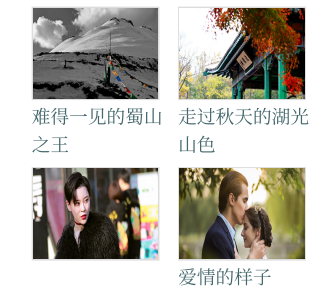 难得一见的蜀山
之王
走过秋天的湖光
山色
爱情的样子